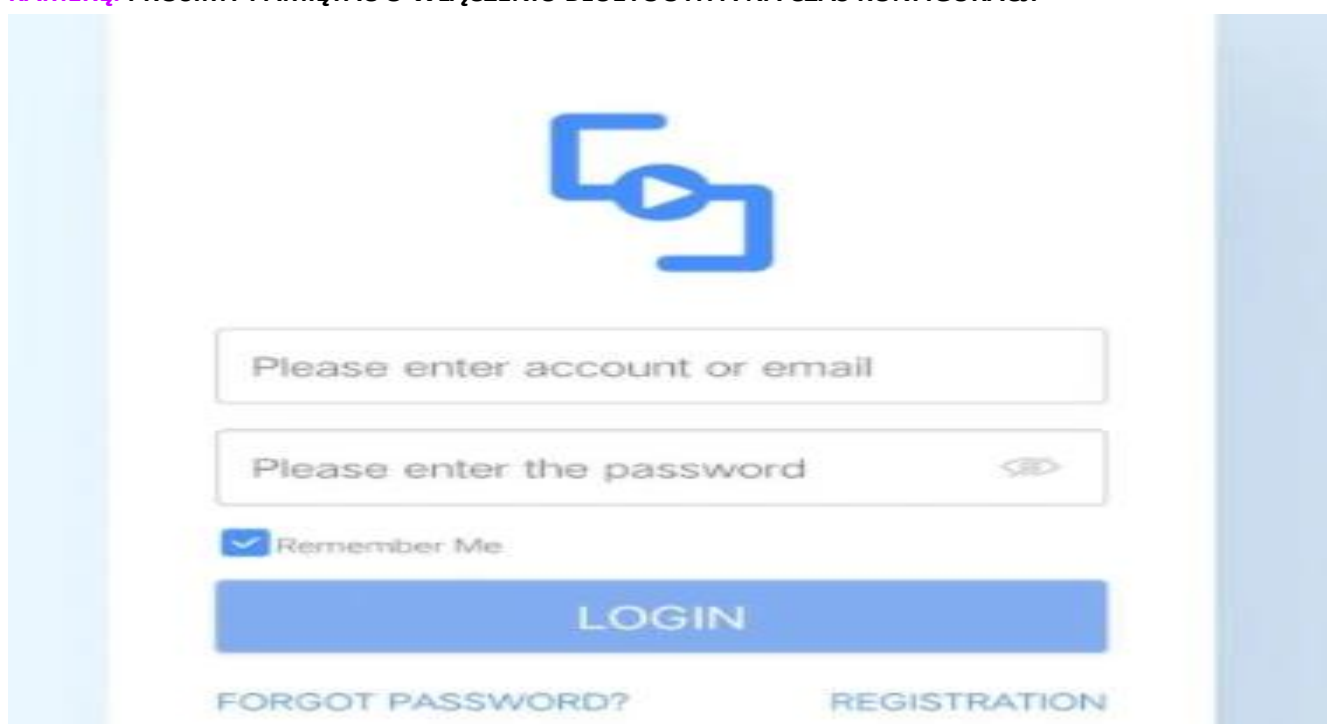 Please enter account or email
Please enter the password
Remember Me
LOGIN
FORGOT PASSWORD?
REGISTRATION